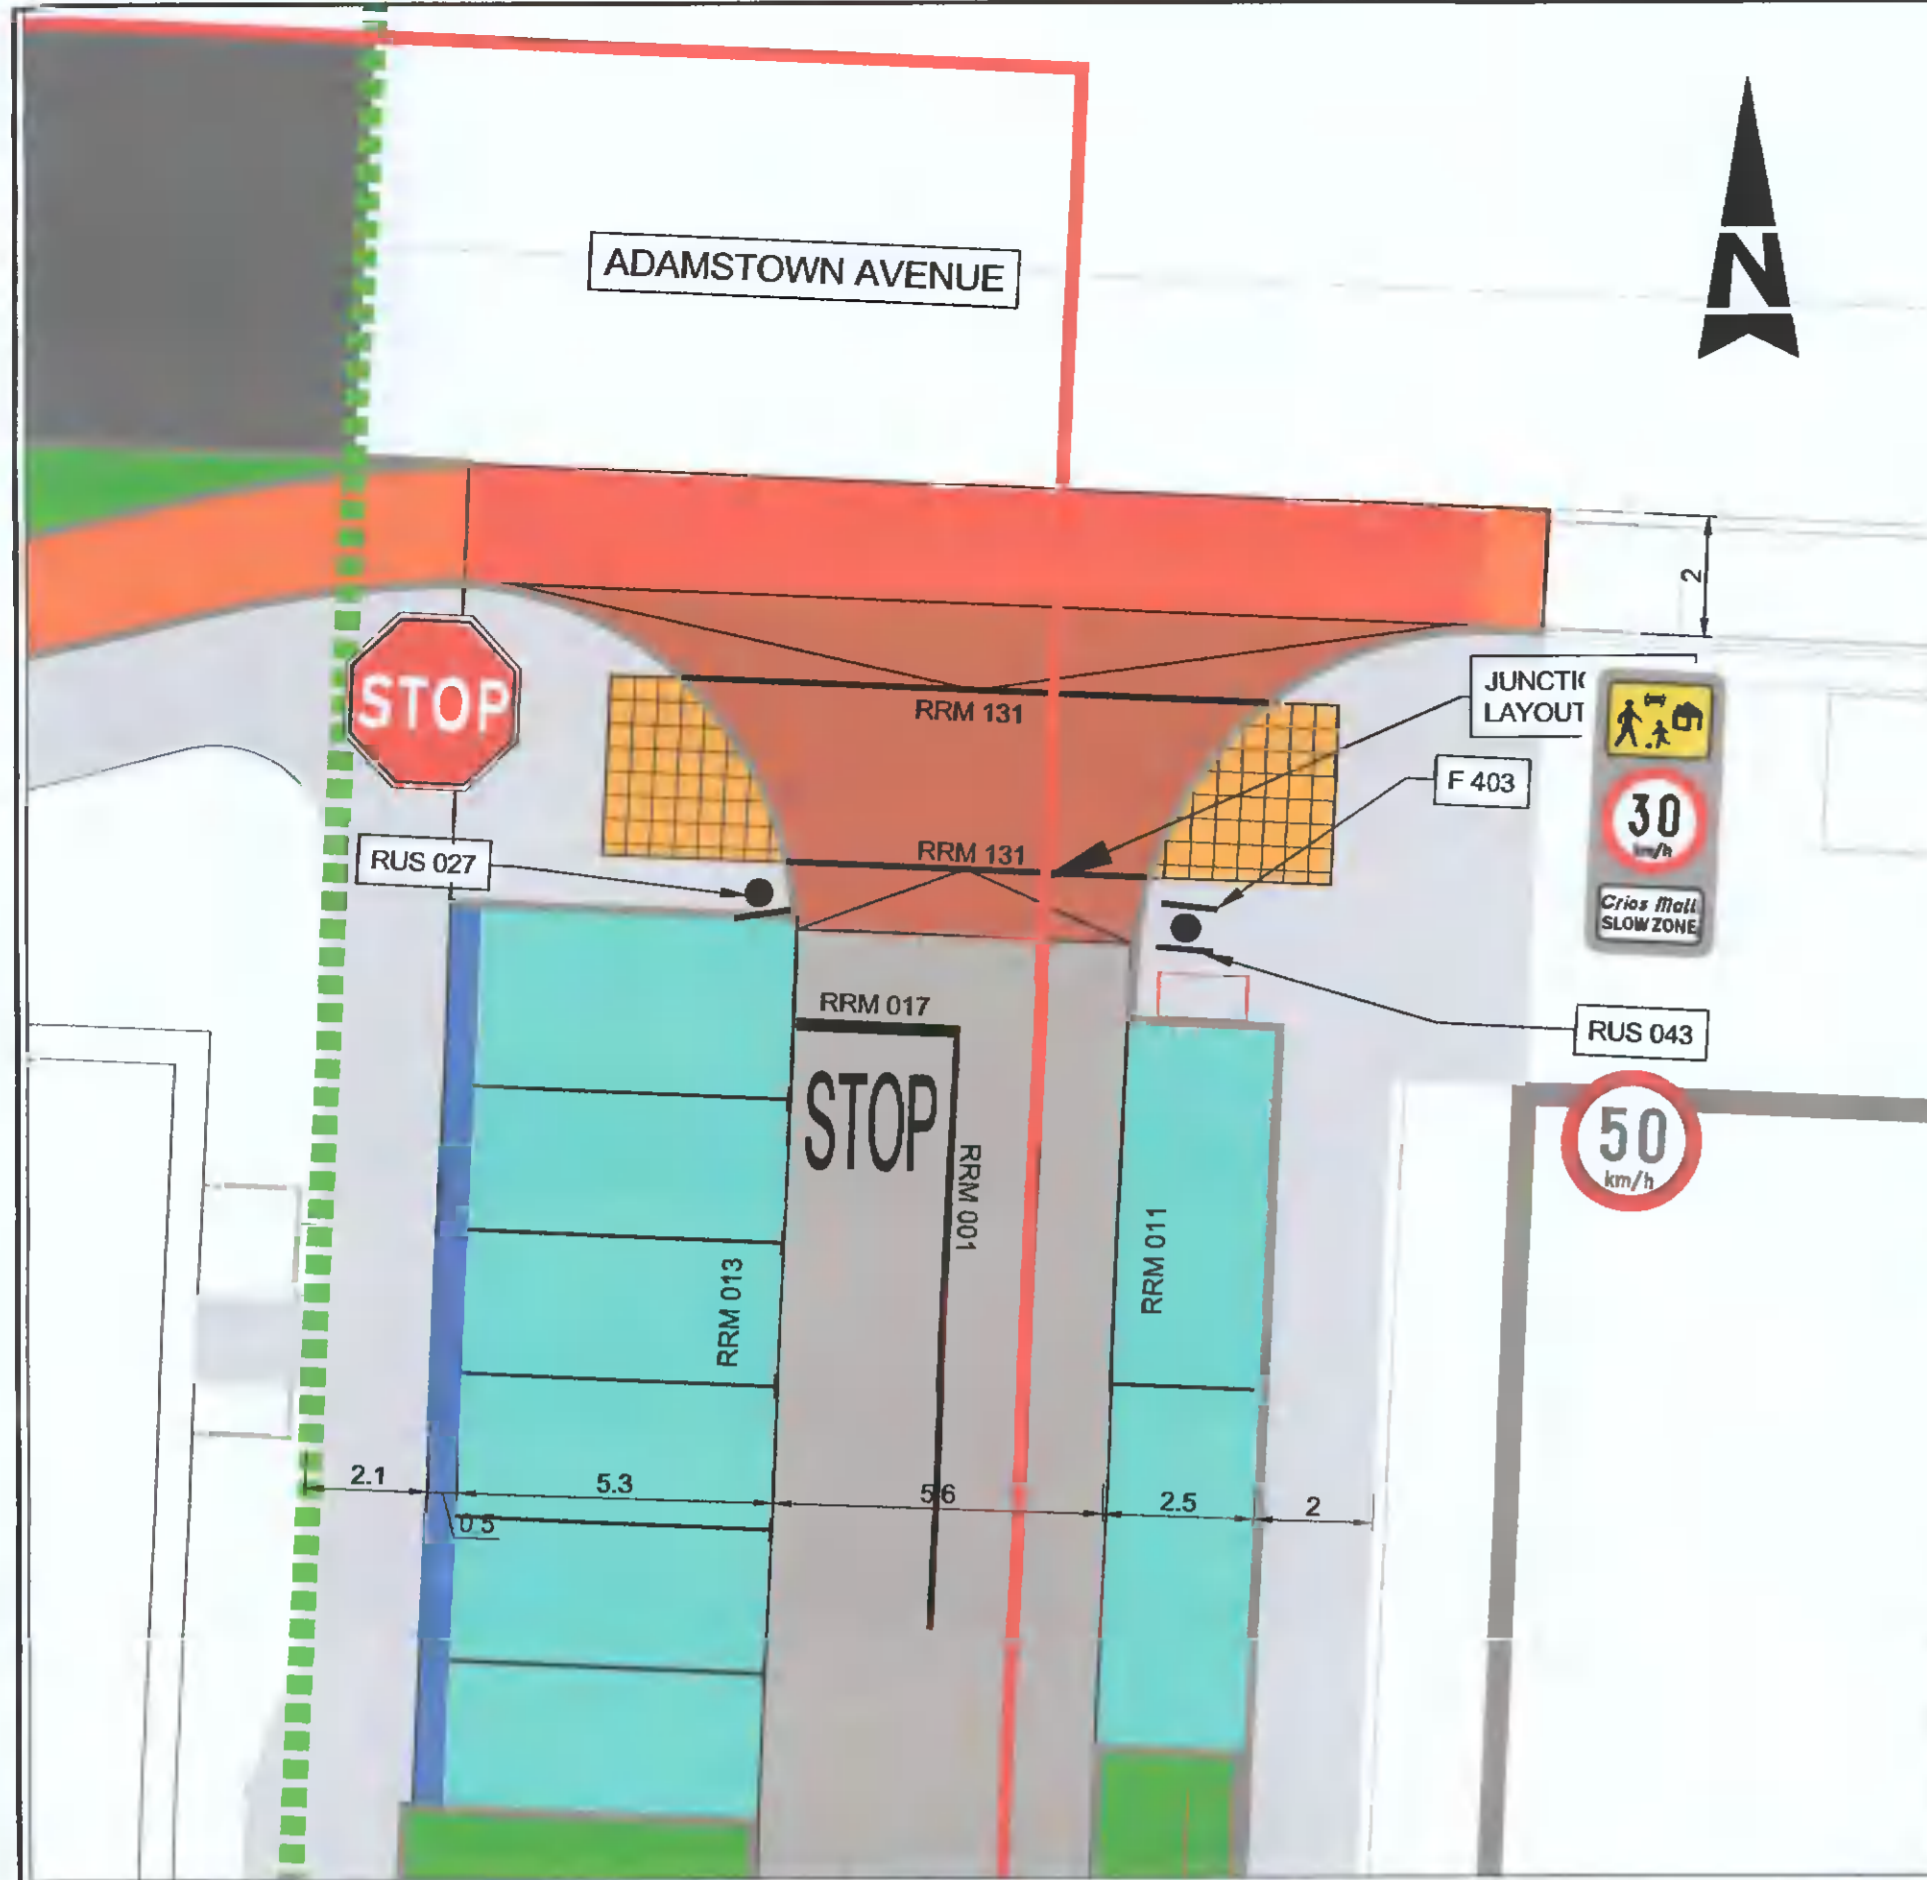 N
ADAMSTOWN AVENUE
2
STOP
JUNCTI
LAYOUT
RRM 131
F 403
30
km/h
RRM 131
RUS 027
Crios Mall
SLOW ZONE
RRM 017
RUS 043
STOP
50
km/h
RRM 001
RRM 011
RRM 013
2.1
5.3
5.6
2.5
2
0.5